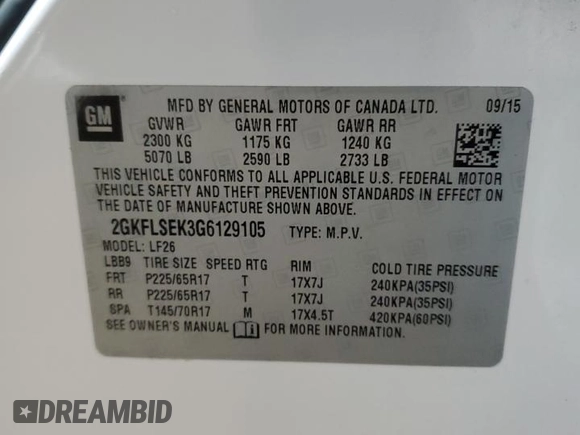 GM
MFD BY GENERAL MOTORS OF CANADA LTD. 09/15
GVWR GAWR FRT GAWR RR
2300 KG 1175 KG 1240 KG
5070 LB 2590 LB 2733 LB
THIS VEHICLE CONFORMS TO ALL APPLICABLE U.S. FEDERAL MOTOR
VEHICLE SAFETY AND THEFT PREVENTION STANDARDS IN EFFECT ON
THE DATE OF MANUFACTURE SHOWN ABOVE.
2GKFLSEK3G6129105 TYPE: M.P.V.
MODEL: LF26
LBB9 TIRE SIZE SPEED RTG RIM COLD TIRE PRESSURE
FRT P225/65R17 T 17X7J 240KPA(35PSI)
RR P225/65R17 T 17X7J 240KPA(35PSI)
SPA T145/70R17 M 17X4.5T 420KPA(60PSI)
SEE OWNER'S MANUAL FOR MORE INFORMATION.
DREAMBID